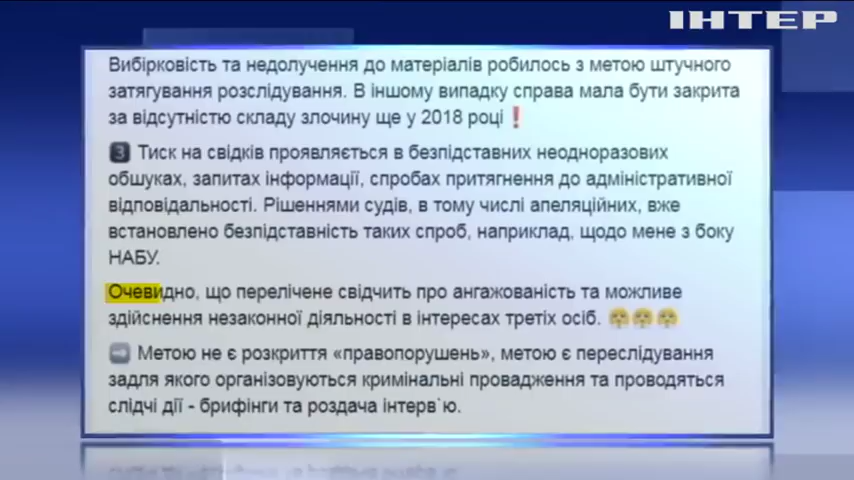 ІНТЕР
Вибірковість та недолучення до матеріалів робилось з метою штучного
затягування розслідування. В іншому випадку справа мала бути закрита
за відсутністю складу злочину ще у 2018 році❗
3 Тиск на свідків проявляється в безпідставних неодноразових
обшуках, запитах інформації, спробах притягнення до адміністративної
відповідальності. Рішеннями судів, в тому числі апеляційних, вже
встановлено безпідставність таких спроб, наприклад, щодо мене з боку
НАБУ.
Очевидно, що перелічене свідчить про ангажованість та можливе
здійснення незаконної діяльності в інтересах третіх осіб. 😤😤😤
➡ Метою не є розкриття «правопорушень», метою є переслідування
задля якого організовуються кримінальні провадження та проводяться
слідчі дії - брифінги та роздача інтерв`ю.